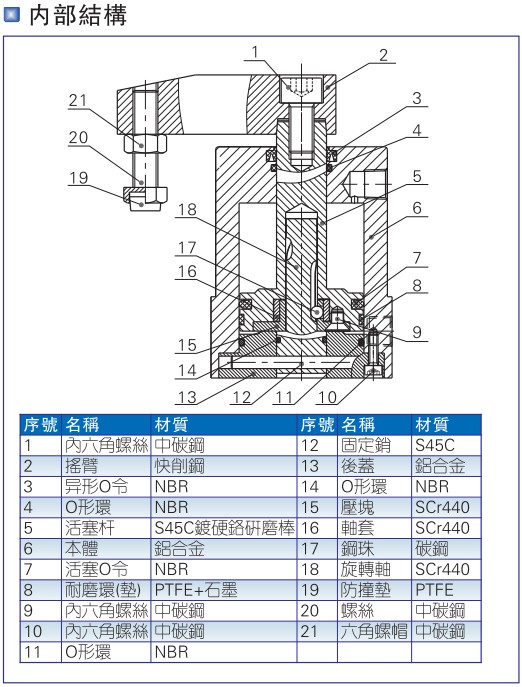 内部結構
1
2
21
3
20
4
19
5
18
6
17
7
16
8
15
9
14
13 12 11 10
序號 名稱 材質 序號 名稱 材質
1 內六角螺絲 中碳鋼 12 固定銷 S45C
2 搖臂 快削鋼 13 後蓋 鋁合金
3 异形O令 NBR 14 O形環 NBR
4 O形環 NBR 15 壓塊 SCr440
5 活塞杆 S45C鍍硬鉻研磨棒 16 軸套 SCr440
6 本體 鋁合金 17 鋼珠 碳鋼
7 活塞O令 NBR 18 旋轉軸 SCr440
8 耐磨環(墊) PTFE+石墨 19 防撞墊 PTFE
9 內六角螺絲 中碳鋼 20 螺絲 中碳鋼
10 內六角螺絲 中碳鋼 21 六角螺帽 中碳鋼
11 O形環 NBR